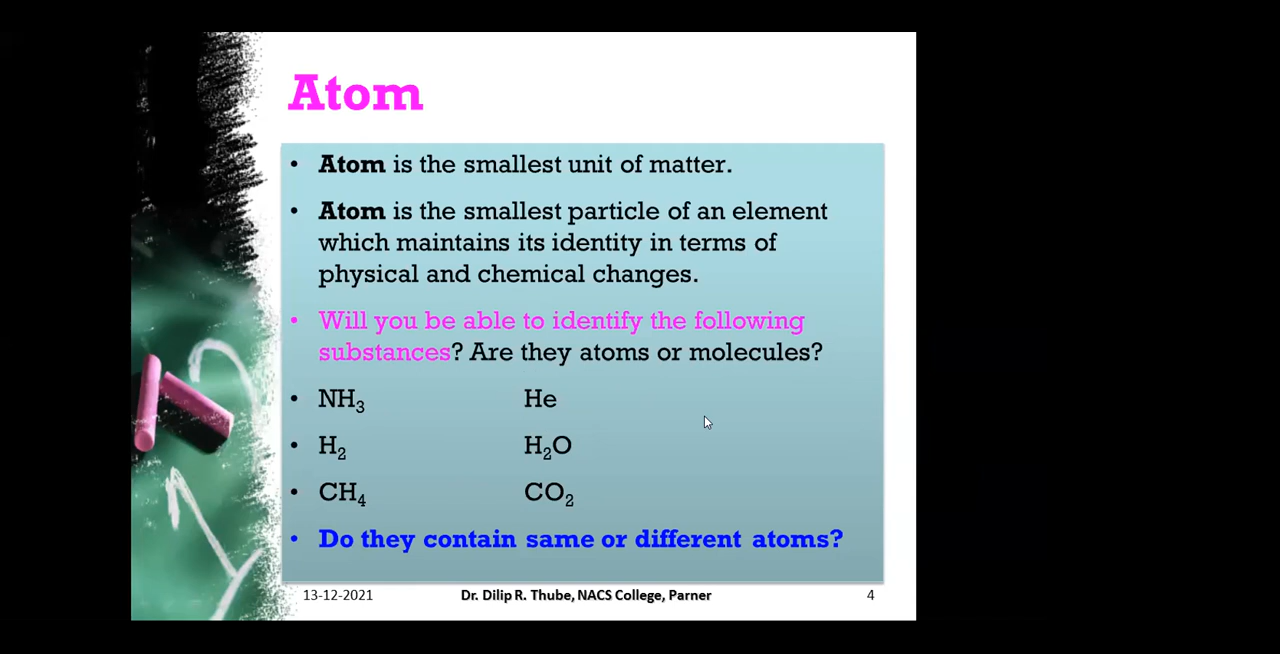 Atom
• Atom is the smallest unit of matter.
• Atom is the smallest particle of an element
which maintains its identity in terms of
physical and chemical changes.
• Will you be able to identify the following
substances? Are they atoms or molecules?
• NH₃ He
• H₂ H₂O
• CH₄ CO₂
• Do they contain same or different atoms?
13-12-2021 Dr. Dilip R. Thube, NACS College, Parner 4